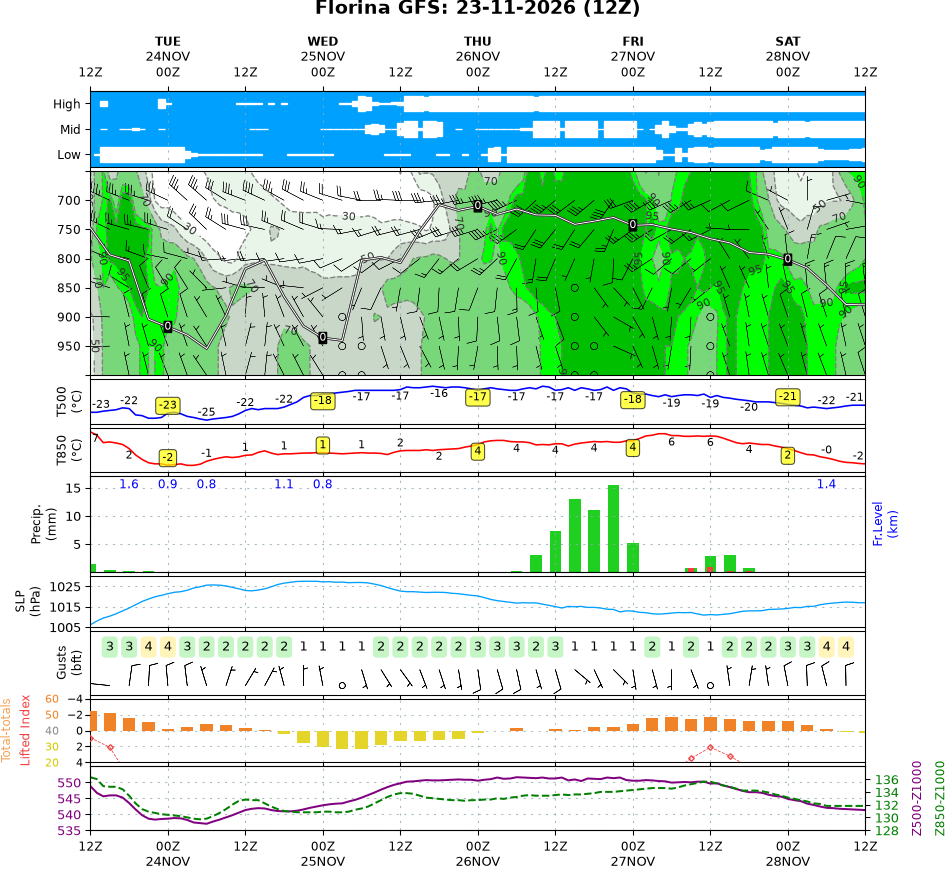 Florina GFS: 23-11-2026 (12Z)
TUE WED THU FRI SAT
24NOV 25NOV 26NOV 27NOV 28NOV
12Z 00Z 12Z 00Z 12Z 00Z 12Z 00Z 12Z 00Z 12Z
High
Mid
Low
700
750
800
850
900
950
T500
(°C)
-23 -22 -23 -25 -22 -22 -18 -17 -17 -16 -17 -17 -17 -17 -18 -19 -19 -20 -21 -22 -21
T850
(°C)
7 2 -2 -1 1 1 1 1 2 2 4 4 4 4 4 6 6 4 2 -0 -2
1.6 0.9 0.8 1.1 0.8 1.4
Precip.
(mm)
15
10
5
Fr.Level
(km)
SLP
(hPa)
1025
1015
1005
Gusts
(bft)
3 3 4 4 3 2 2 2 2 2 1 1 1 1 2 2 2 2 2 3 3 3 2 3 1 1 1 1 2 1 2 1 2 2 2 3 3 4 4
Total-totals
Lifted Index
60 −4
50 −2
40 0
30 2
20 4
550
545
540
535
136
134
132
130
128
Z500-Z1000
Z850-Z1000
12Z 00Z 12Z 00Z 12Z 00Z 12Z 00Z 12Z 00Z 12Z
24NOV 25NOV 26NOV 27NOV 28NOV